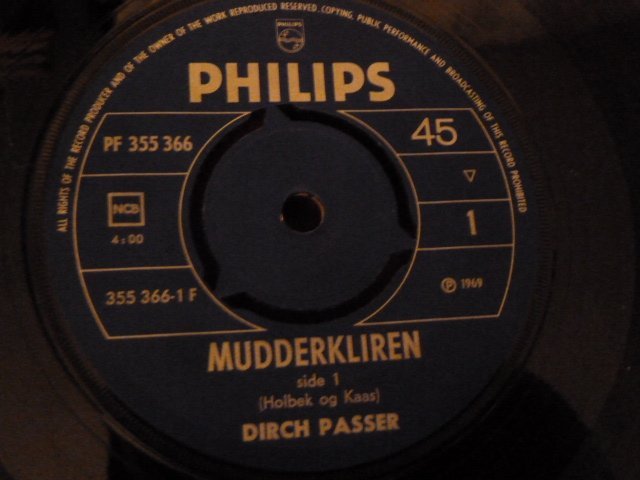 ALL RIGHTS OF THE RECORD PRODUCER AND OF THE OWNER OF THE WORK REPRODUCED RESERVED. COPYING, PUBLIC PERFORMANCE AND BROADCASTING OF THIS RECORD PROHIBITED
PHILIPS
PHILIPS
PF 355 366
45
NCB
4:00
1
355 366-1 F
℗ 1969
MUDDERKLIREN
side 1
(Holbek og Kaas)
DIRCH PASSER